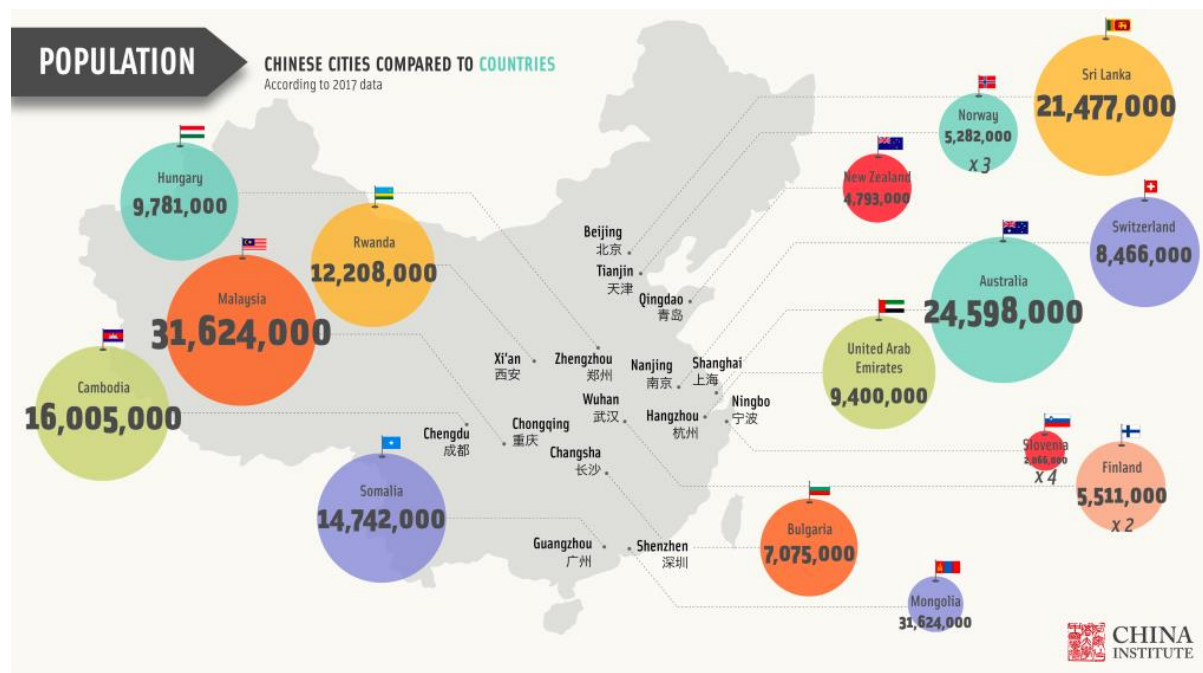 POPULATION
CHINESE CITIES COMPARED TO COUNTRIES
According to 2017 data
Sri Lanka
21,477,000
Norway
5,282,000
x 3
New Zealand
4,793,000
Hungary
9,781,000
Rwanda
12,208,000
Switzerland
8,466,000
Malaysia
31,624,000
Australia
24,598,000
Beijing
北京
Tianjin
天津
Qingdao
青岛
Cambodia
16,005,000
United Arab
Emirates
9,400,000
Xi'an
西安
Zhengzhou
郑州
Nanjing
南京
Shanghai
上海
Wuhan
武汉
Hangzhou
杭州
Ningbo
宁波
Chengdu
成都
Chongqing
重庆
Changsha
长沙
Slovenia
2,066,000
x 4
Finland
5,511,000
x 2
Somalia
14,742,000
Bulgaria
7,075,000
Guangzhou
广州
Shenzhen
深圳
Mongolia
31,624,000
CHINA
INSTITUTE